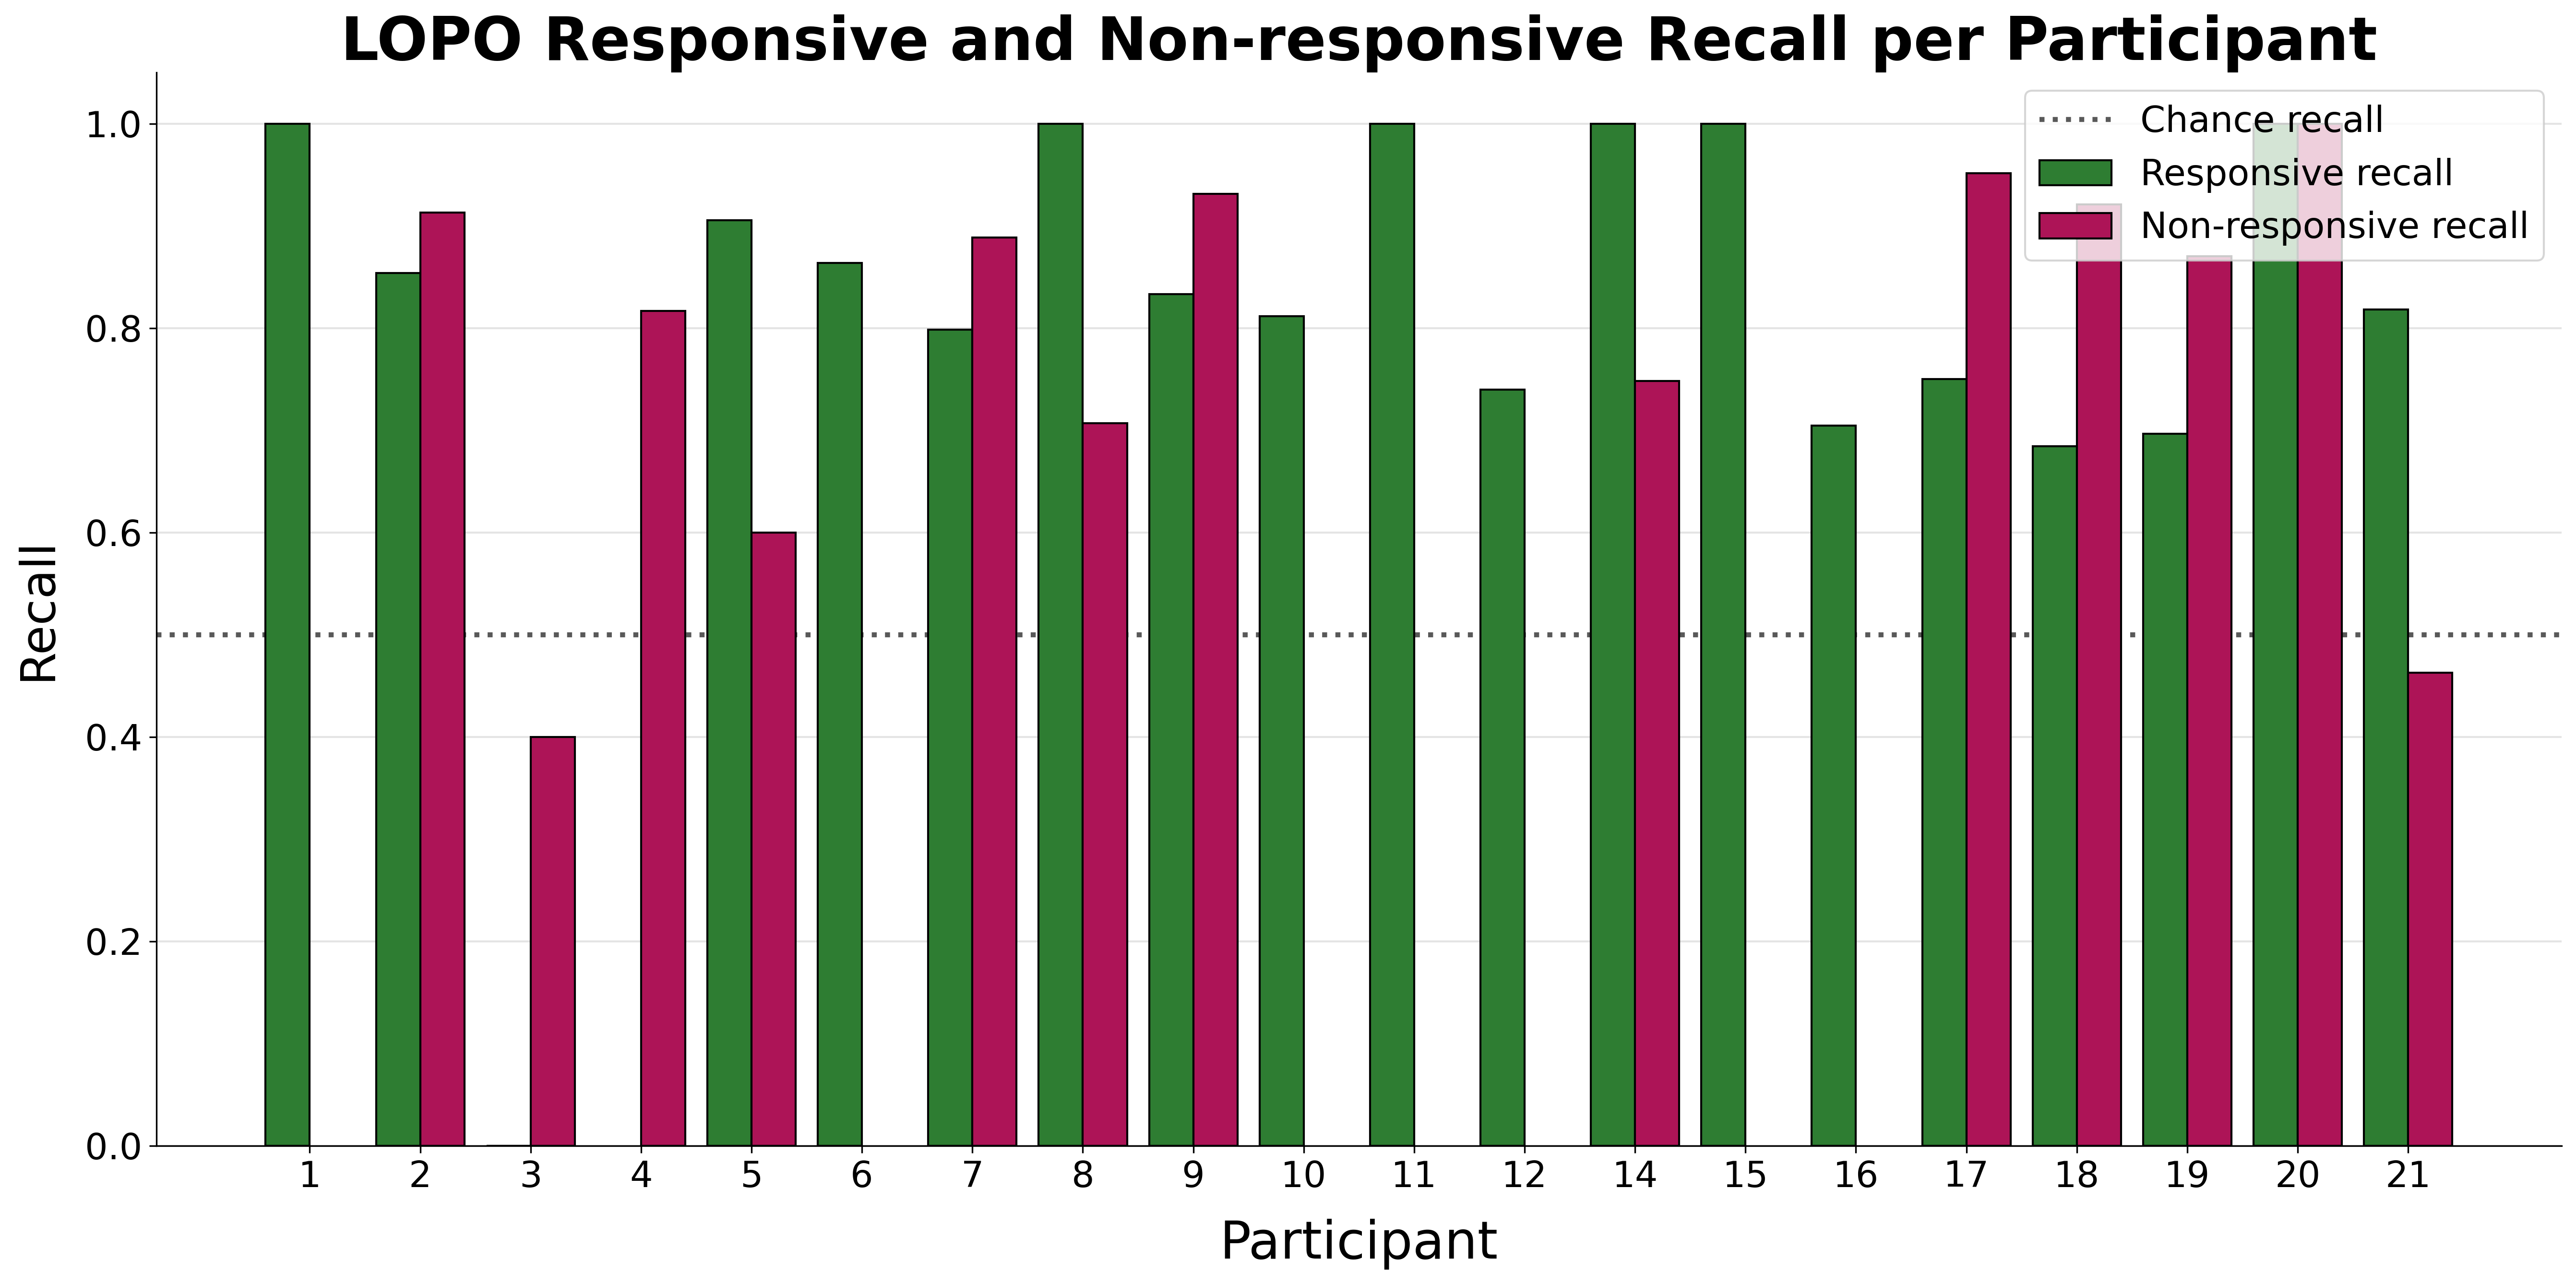 LOPO Responsive and Non-responsive Recall per Participant
Chance recall
Responsive recall
Non-responsive recall
Recall
1.0
0.8
0.6
0.4
0.2
0.0
1 2 3 4 5 6 7 8 9 10 11 12 14 15 16 17 18 19 20 21
Participant